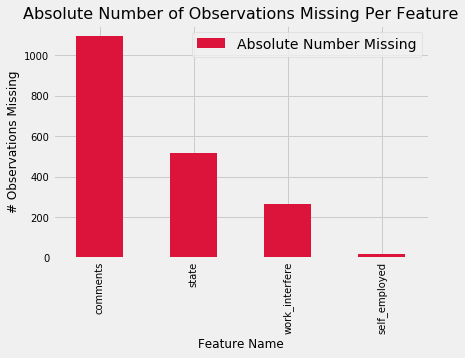 Absolute Number of Observations Missing Per Feature
Absolute Number Missing
# Observations Missing
1000
800
600
400
200
0
comments
state
work_interfere
self_employed
Feature Name